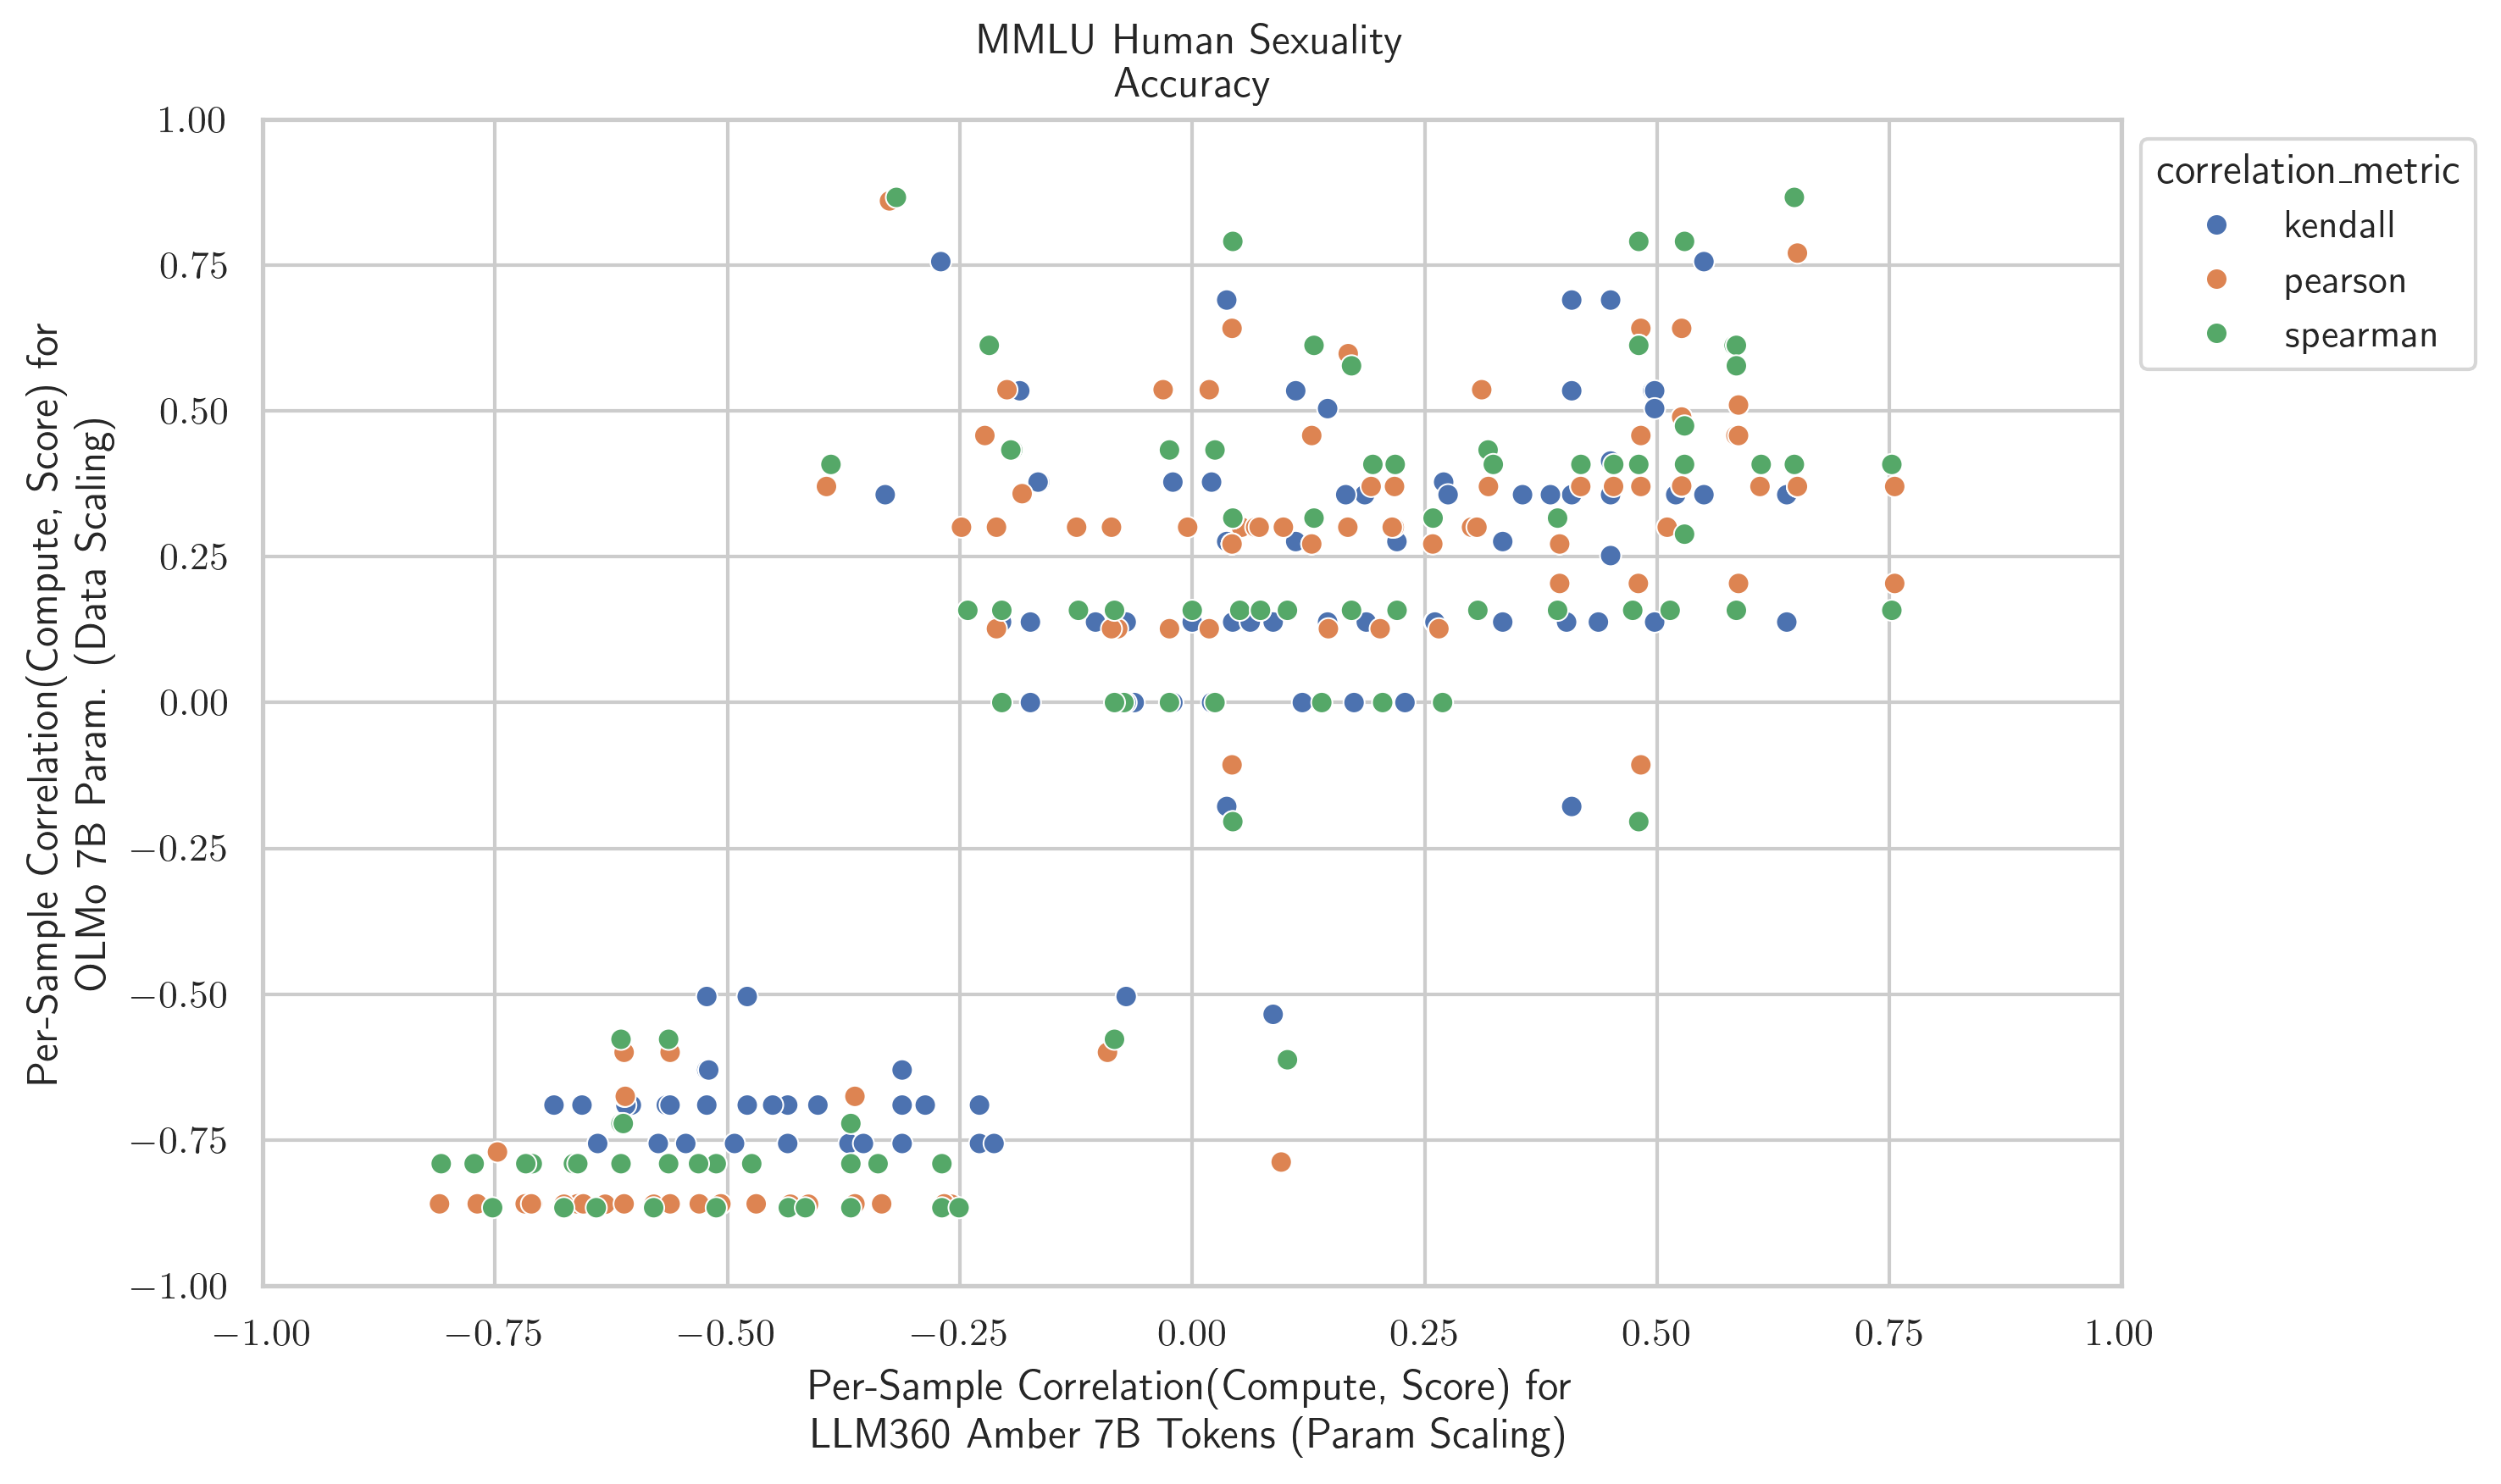 MMLU Human Sexuality
Accuracy
1.00
0.75
0.50
0.25
0.00
−0.25
−0.50
−0.75
−1.00
Per-Sample Correlation(Compute, Score) for
OLMo 7B Param. (Data Scaling)
−1.00 −0.75 −0.50 −0.25 0.00 0.25 0.50 0.75 1.00
Per-Sample Correlation(Compute, Score) for
LLM360 Amber 7B Tokens (Param Scaling)
correlation_metric
kendall
pearson
spearman